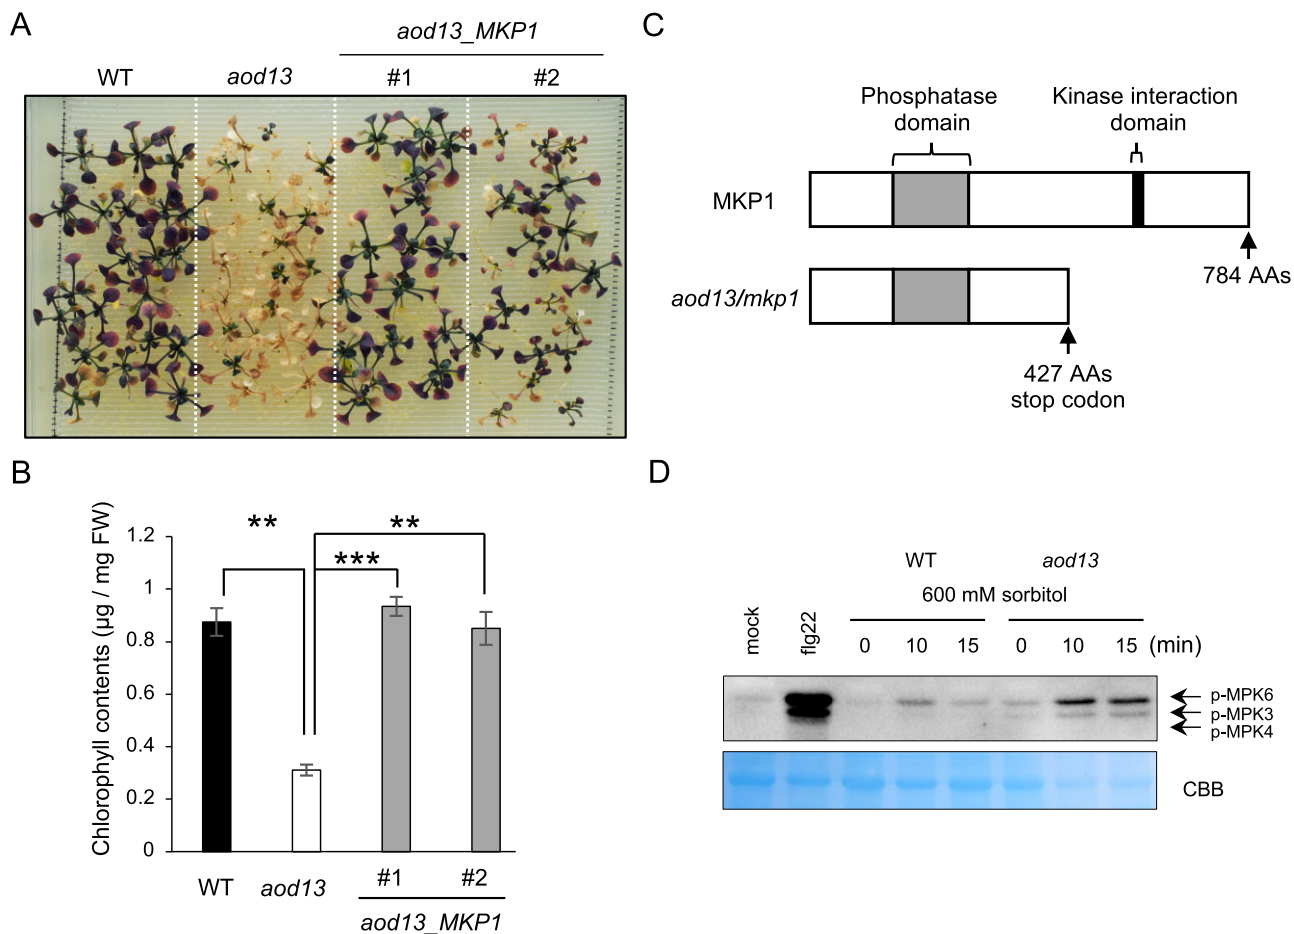 A
aod13_MKP1
WT aod13 #1 #2
C
Phosphatase
domain
Kinase interaction
domain
MKP1
784 AAs
aod13/mkp1
427 AAs
stop codon
B
Chlorophyll contents (μg / mg FW)
1.2
1
0.8
0.6
0.4
0.2
0
** *** **
WT aod13 #1 #2
aod13_MKP1
D
WT aod13
600 mM sorbitol
mock flg22 0 10 15 0 10 15 (min)
p-MPK6
p-MPK3
p-MPK4
CBB